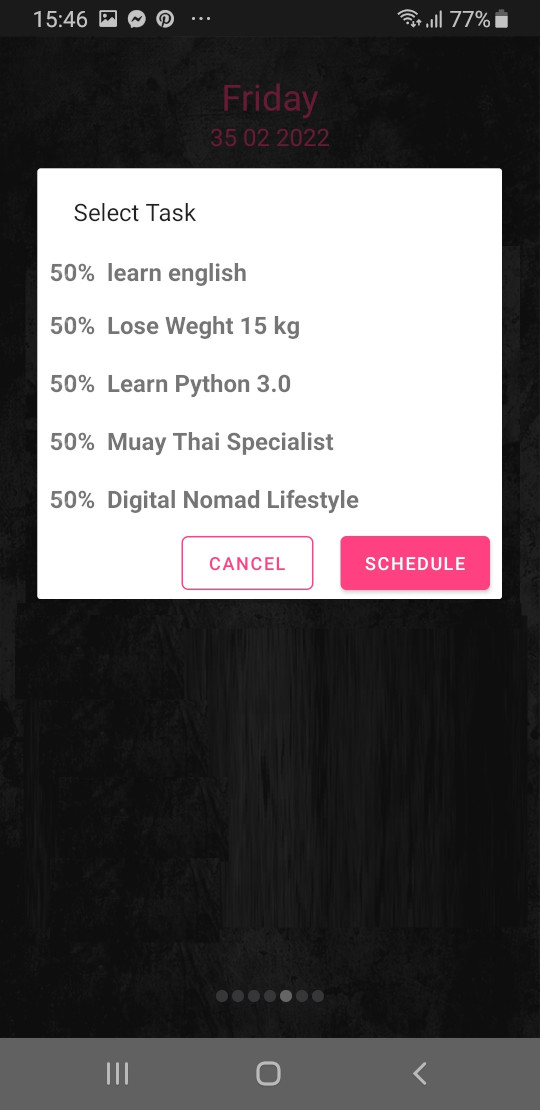 15:46 77%
Friday
35 02 2022
Select Task
50% learn english
50% Lose Weght 15 kg
50% Learn Python 3.0
50% Muay Thai Specialist
50% Digital Nomad Lifestyle
CANCEL SCHEDULE